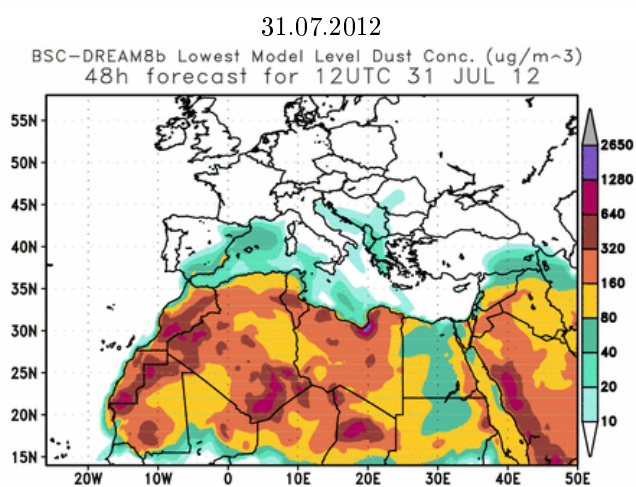 31.07.2012
BSC-DREAM8b Lowest Model Level Dust Conc. (ug/m^3)
48h forecast for 12UTC 31 JUL 12
55N
50N
45N
40N
35N
30N
25N
20N
15N
20W 10W 0 10E 20E 30E 40E 50E
2650
1280
640
320
160
80
40
20
10